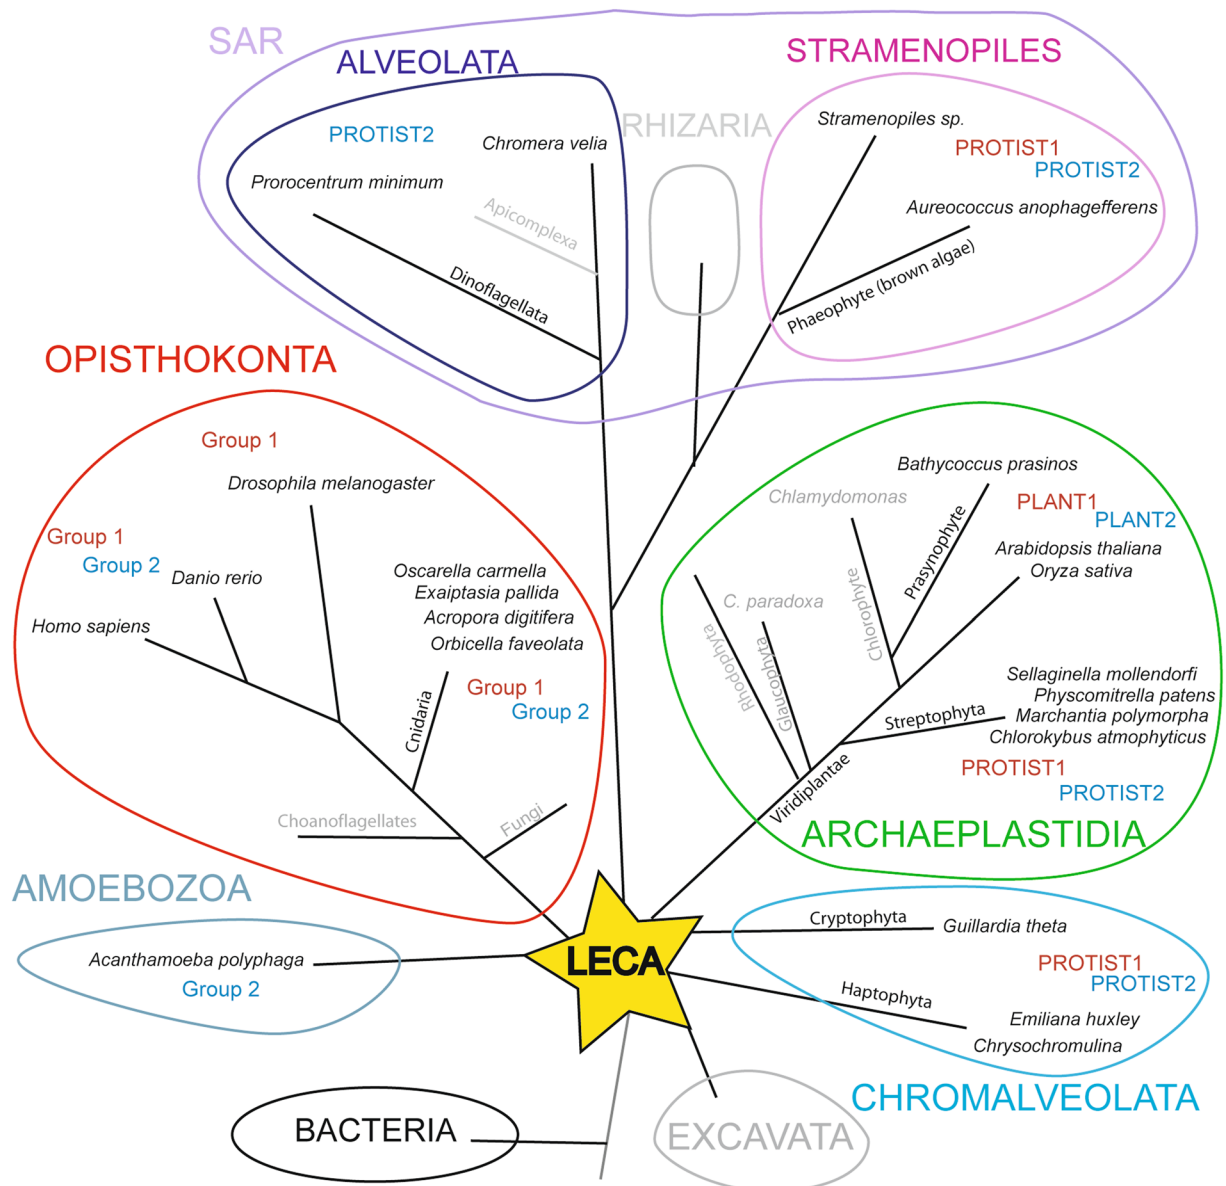 SAR
ALVEOLATA
STRAMENOPILES
RHIZARIA
PROTIST2
Chromera velia
Prorocentrum minimum
Apicomplexa
Dinoflagellata
Stramenopiles sp.
PROTIST1
PROTIST2
Aureococcus anophagefferens
Phaeophyte (brown algae)
OPISTHOKONTA
Group 1
Drosophila melanogaster
Group 1
Group 2
Danio rerio
Homo sapiens
Oscarella carmella
Exaiptasia pallida
Acropora digitifera
Orbicella faveolata
Group 1
Group 2
Cnidaria
Choanoflagellates
Fungi
Bathycoccus prasinos
Chlamydomonas
PLANT1
PLANT2
Prasynophyte
Arabidopsis thaliana
Oryza sativa
C. paradoxa
Chlorophyte
Rhodophyta
Glaucophyta
Sellaginella mollendorfi
Physcomitrella patens
Streptophyta
Marchantia polymorpha
Chlorokybus atmophyticus
PROTIST1
PROTIST2
Viridiplantae
ARCHAEPLASTIDIA
AMOEBOZOA
Acanthamoeba polyphaga
Group 2
LECA
Cryptophyta
Guillardia theta
PROTIST1
PROTIST2
Haptophyta
Emiliana huxley
Chrysochromulina
CHROMALVEOLATA
BACTERIA
EXCAVATA